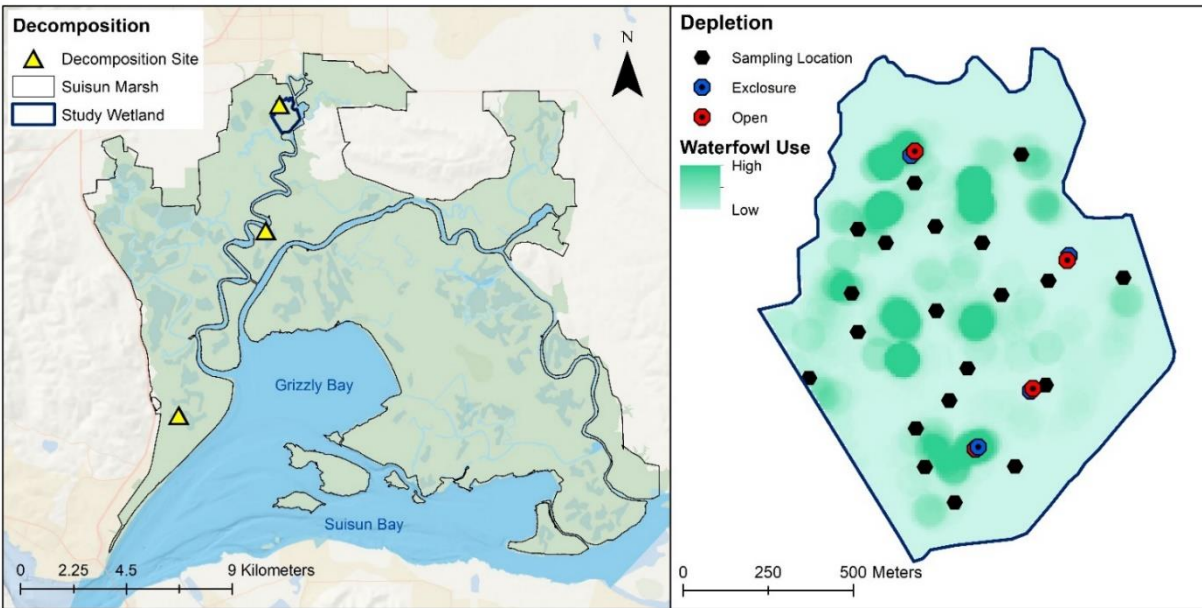 Decomposition
Decomposition Site
Suisun Marsh
Study Wetland
N
Grizzly Bay
Suisun Bay
0 2.25 4.5 9 Kilometers
Depletion
Sampling Location
Exclosure
Open
Waterfowl Use
High
Low
0 250 500 Meters